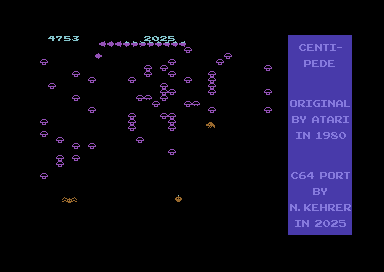 4753 2025
CENTI-
PEDE
ORIGINAL
BY ATARI
IN 1980
C64 PORT
BY
N. KEHRER
IN 2025